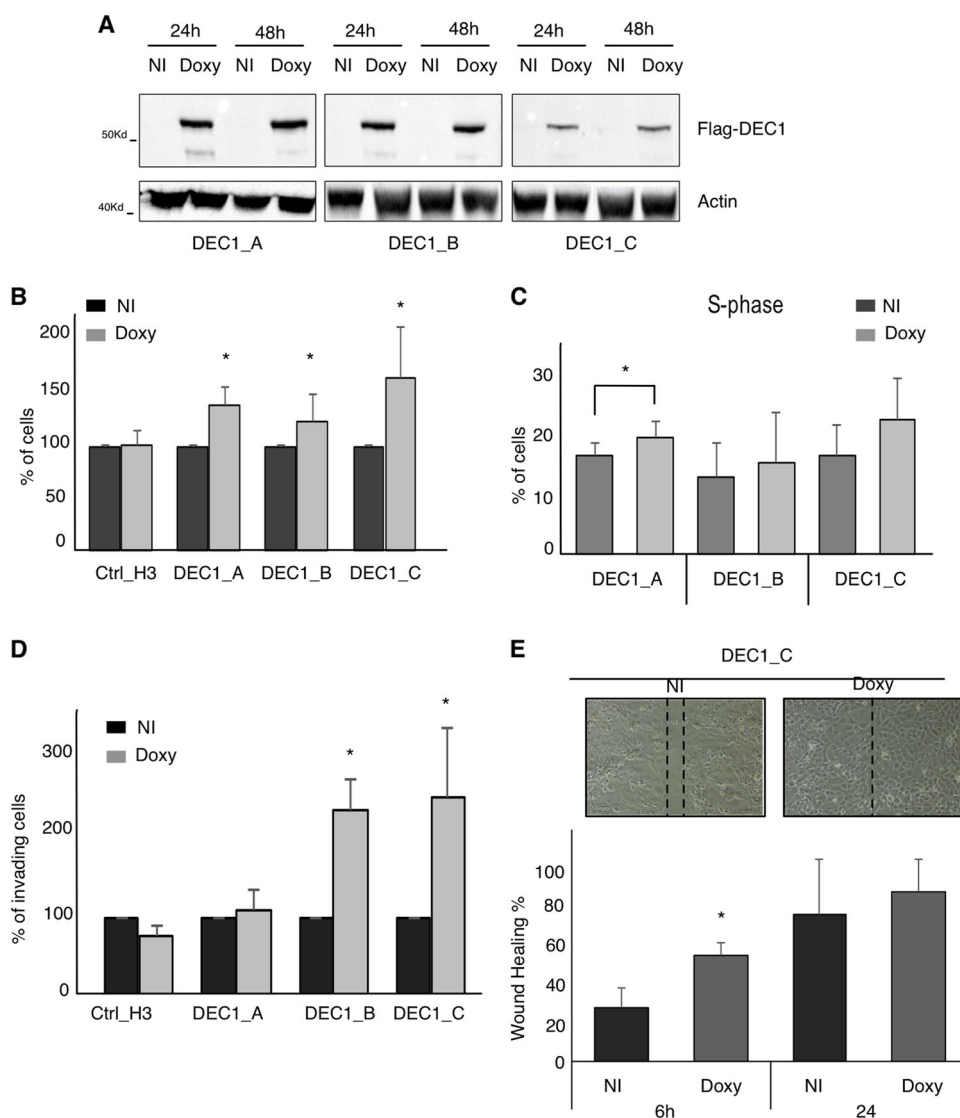 A
24h 48h 24h 48h 24h 48h
NI Doxy NI Doxy NI Doxy NI Doxy NI Doxy NI Doxy
50Kd
Flag-DEC1
40Kd
Actin
DEC1_A DEC1_B DEC1_C
B
NI
Doxy
% of cells
200
150
100
50
0
* * *
Ctrl_H3 DEC1_A DEC1_B DEC1_C
C
S-phase
NI
Doxy
% of cells
30
20
10
0
*
DEC1_A DEC1_B DEC1_C
D
NI
Doxy
% of invading cells
300
200
100
0
* *
Ctrl_H3 DEC1_A DEC1_B DEC1_C
E
DEC1_C
NI Doxy
Wound Healing %
100
80
60
40
20
0
*
NI Doxy NI Doxy
6h 24